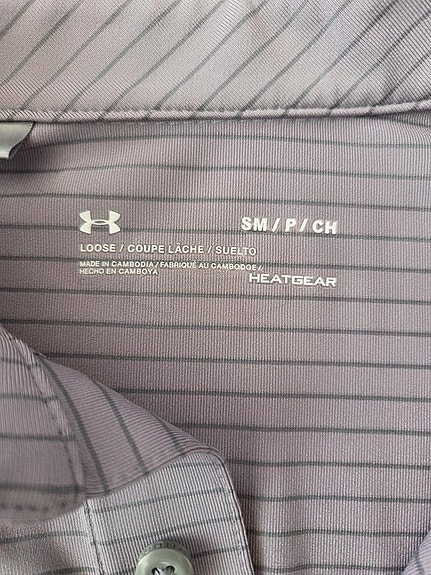 SM / P / CH
LOOSE / COUPE LÂCHE / SUELTO
MADE IN CAMBODIA / FABRIQUÉ AU CAMBODGE /
HECHO EN CAMBOYA
HEATGEAR